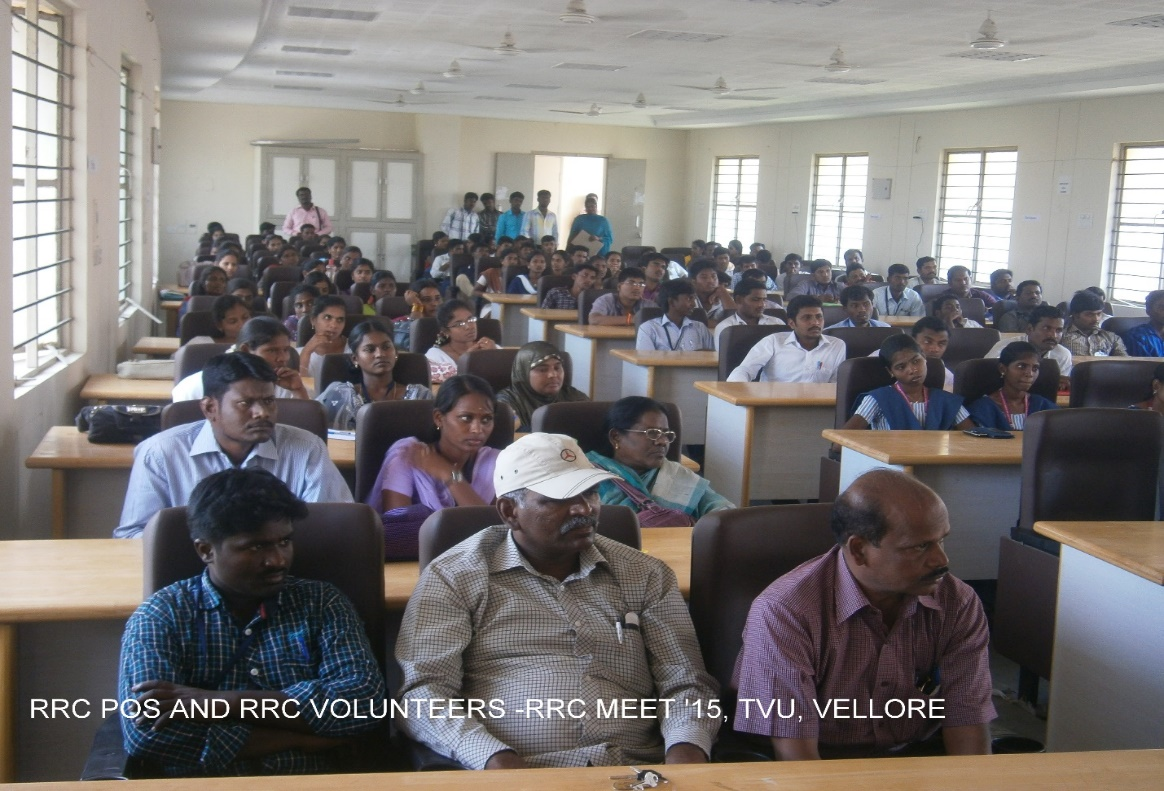 RRC POS AND RRC VOLUNTEERS -RRC MEET '15, TVU, VELLORE